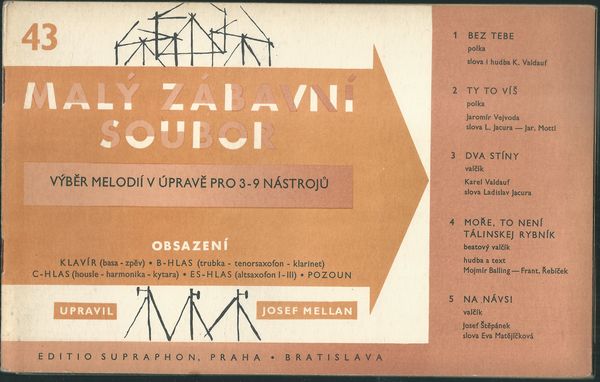 43
MALÝ ZÁBAVNÍ
SOUBOR
VÝBĚR MELODIÍ V ÚPRAVĚ PRO 3-9 NÁSTROJŮ
OBSAZENÍ
KLAVÍR (basa - zpěv) • B-HLAS (trubka - tenorsaxofon - klarinet)
C-HLAS (housle - harmonika - kytara) • ES-HLAS (altsaxofon I-III) • POZOUN
UPRAVIL
JOSEF MELLAN
EDITIO SUPRAPHON, PRAHA • BRATISLAVA
1 BEZ TEBE
polka
slova i hudba K. Valdauf
2 TY TO VÍŠ
polka
Jaromír Vejvoda
slova L. Jacura — Jar. Mottl
3 DVA STÍNY
valčík
Karel Valdauf
slova Ladislav Jacura
4 MOŘE, TO NENÍ
TÁLINSKEJ RYBNÍK
beatový valčík
hudba a text
Mojmír Balling — Frant. Řebíček
5 NA NÁVSI
valčík
Josef Štěpánek
slova Eva Matějíčková